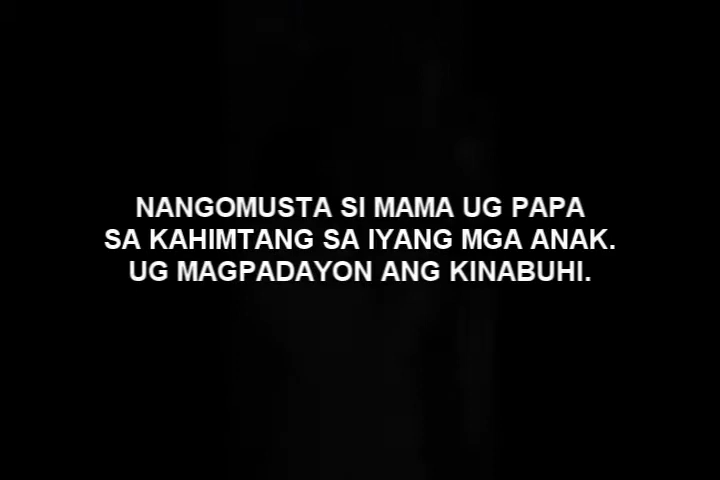 NANGOMUSTA SI MAMA UG PAPA
SA KAHIMTANG SA IYANG MGA ANAK.
UG MAGPADAYON ANG KINABUHI.